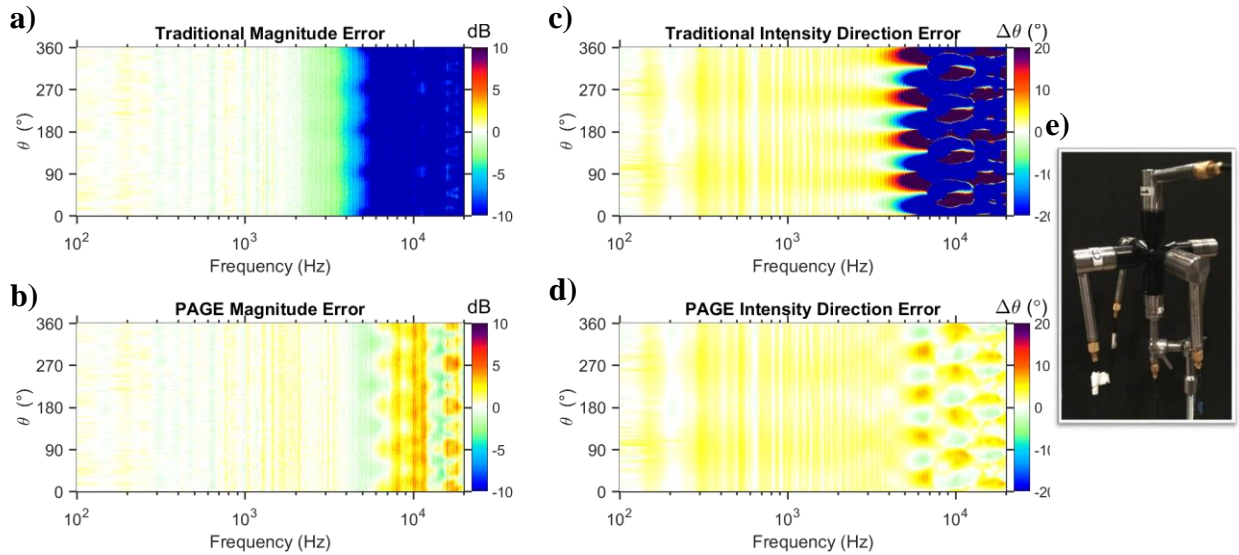 a)
Traditional Magnitude Error
dB
360
270
180
90
0
θ (°)
10²
10³
10⁴
Frequency (Hz)
10
5
0
-5
-10
c)
Traditional Intensity Direction Error
Δθ (°)
360
270
180
90
0
θ (°)
10²
10³
10⁴
Frequency (Hz)
20
10
0
-10
-20
e)
b)
PAGE Magnitude Error
dB
360
270
180
90
0
θ (°)
10²
10³
10⁴
Frequency (Hz)
10
5
0
-5
-10
d)
PAGE Intensity Direction Error
Δθ (°)
360
270
180
90
0
θ (°)
10²
10³
10⁴
Frequency (Hz)
20
10
0
-10
-20